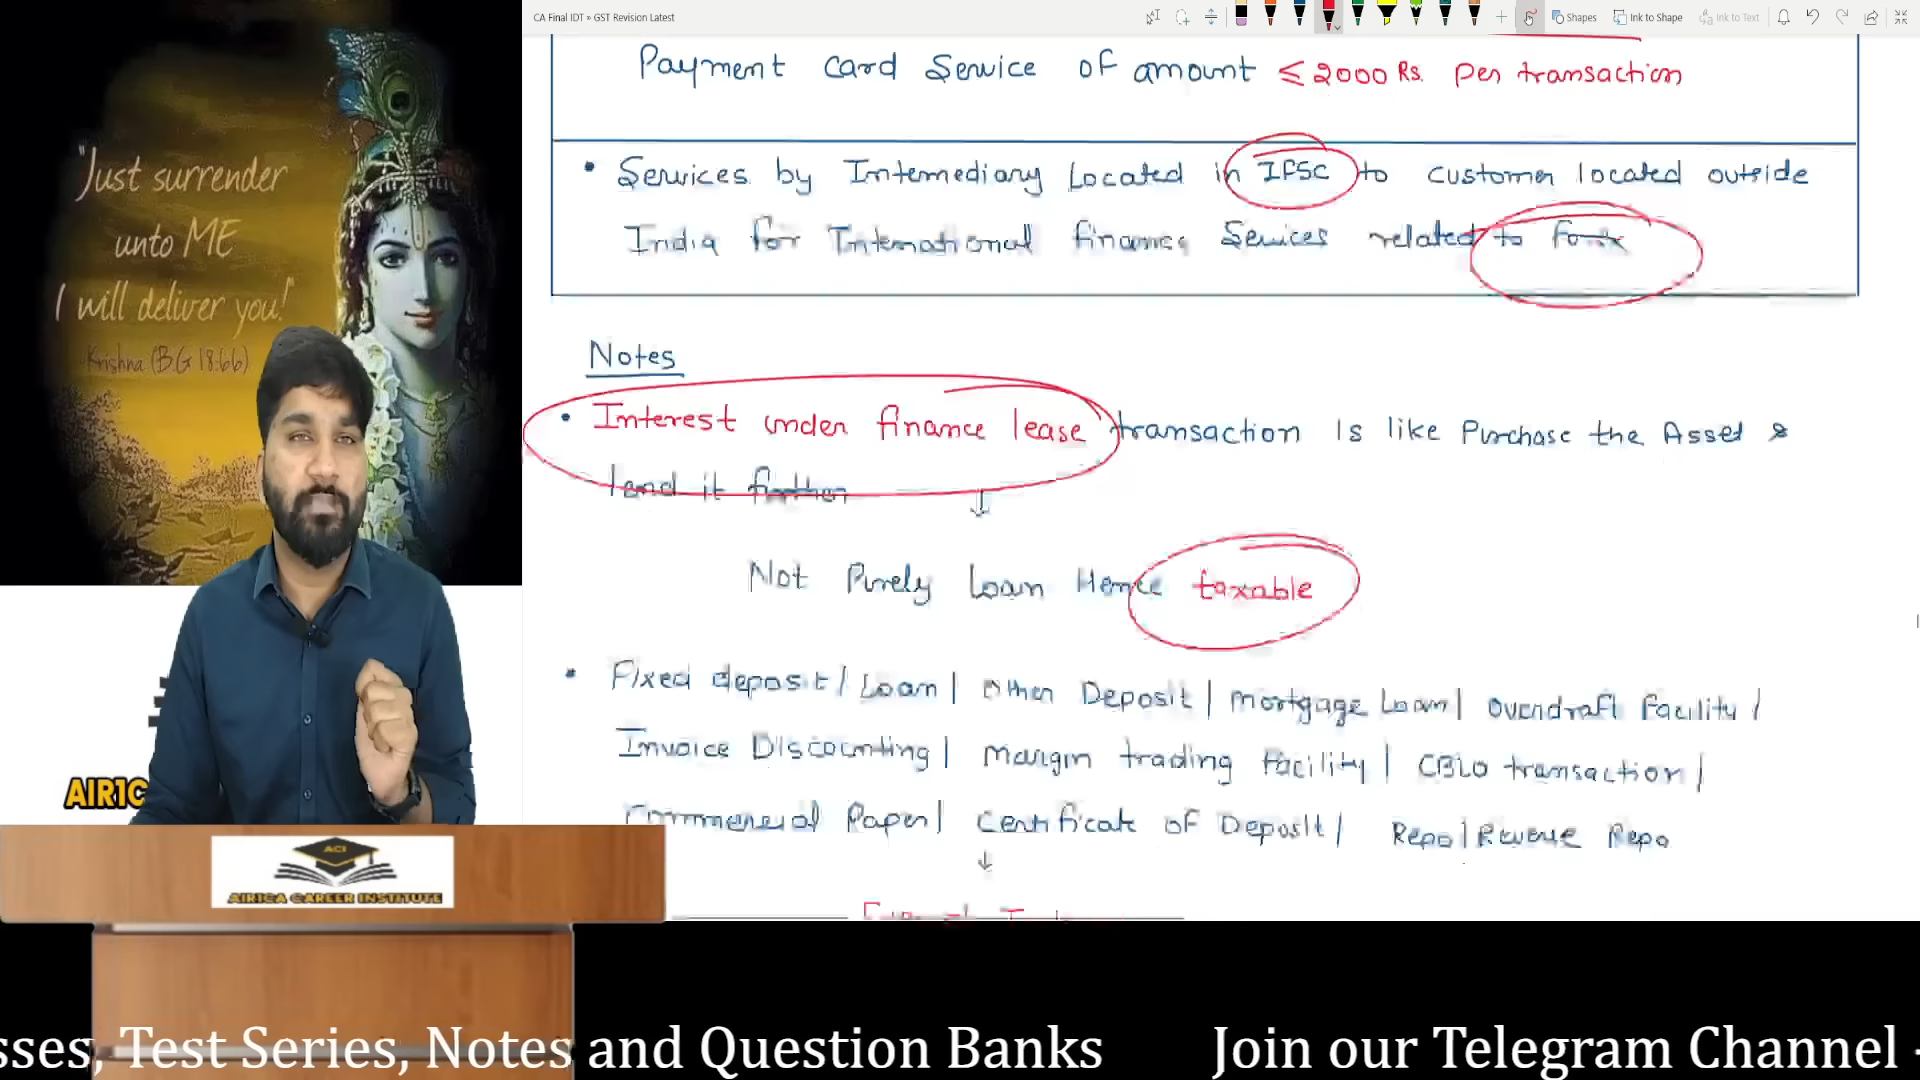 CA Final IDT » GST Revision Latest
Shapes
Ink to Shape
Ink to Text
Payment card Service of amount ≤2000 Rs. per transaction
• Services by Intermediary Located in IFSC to customer located outside
India for International finance Services related to forex
Notes
• Interest under finance lease transaction is like Purchase the Asset &
lend it further
↓
Not Purely Loan Hence taxable
• Fixed deposit / Loan / Other Deposit / Mortgage Loan / Overdraft Facility /
Invoice Discounting / Margin trading Facility / CBLO transaction /
Commercial Paper / Certificate of Deposit / Repo / Reverse Repo
↓
"Just surrender
unto ME
I will deliver you!"
Krishna (B.G 18:66)
AIR1C
ACI
AIR1CA CAREER INSTITUTE
sses, Test Series, Notes and Question Banks Join our Telegram Channel -